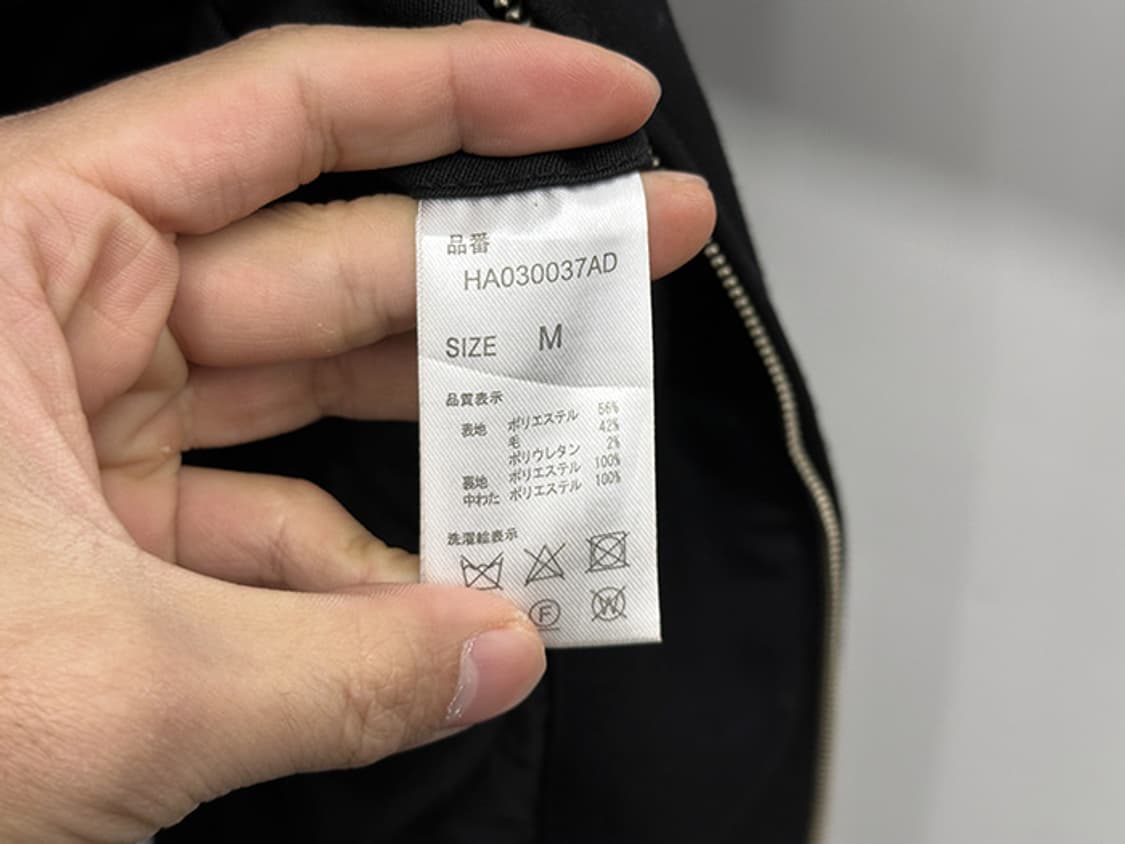 品番
HA030037AD
SIZE M
品質表示
表地 ポリエステル 56%
毛 42%
ポリウレタン 2%
裏地 ポリエステル 100%
中わた ポリエステル 100%
洗濯絵表示
F W